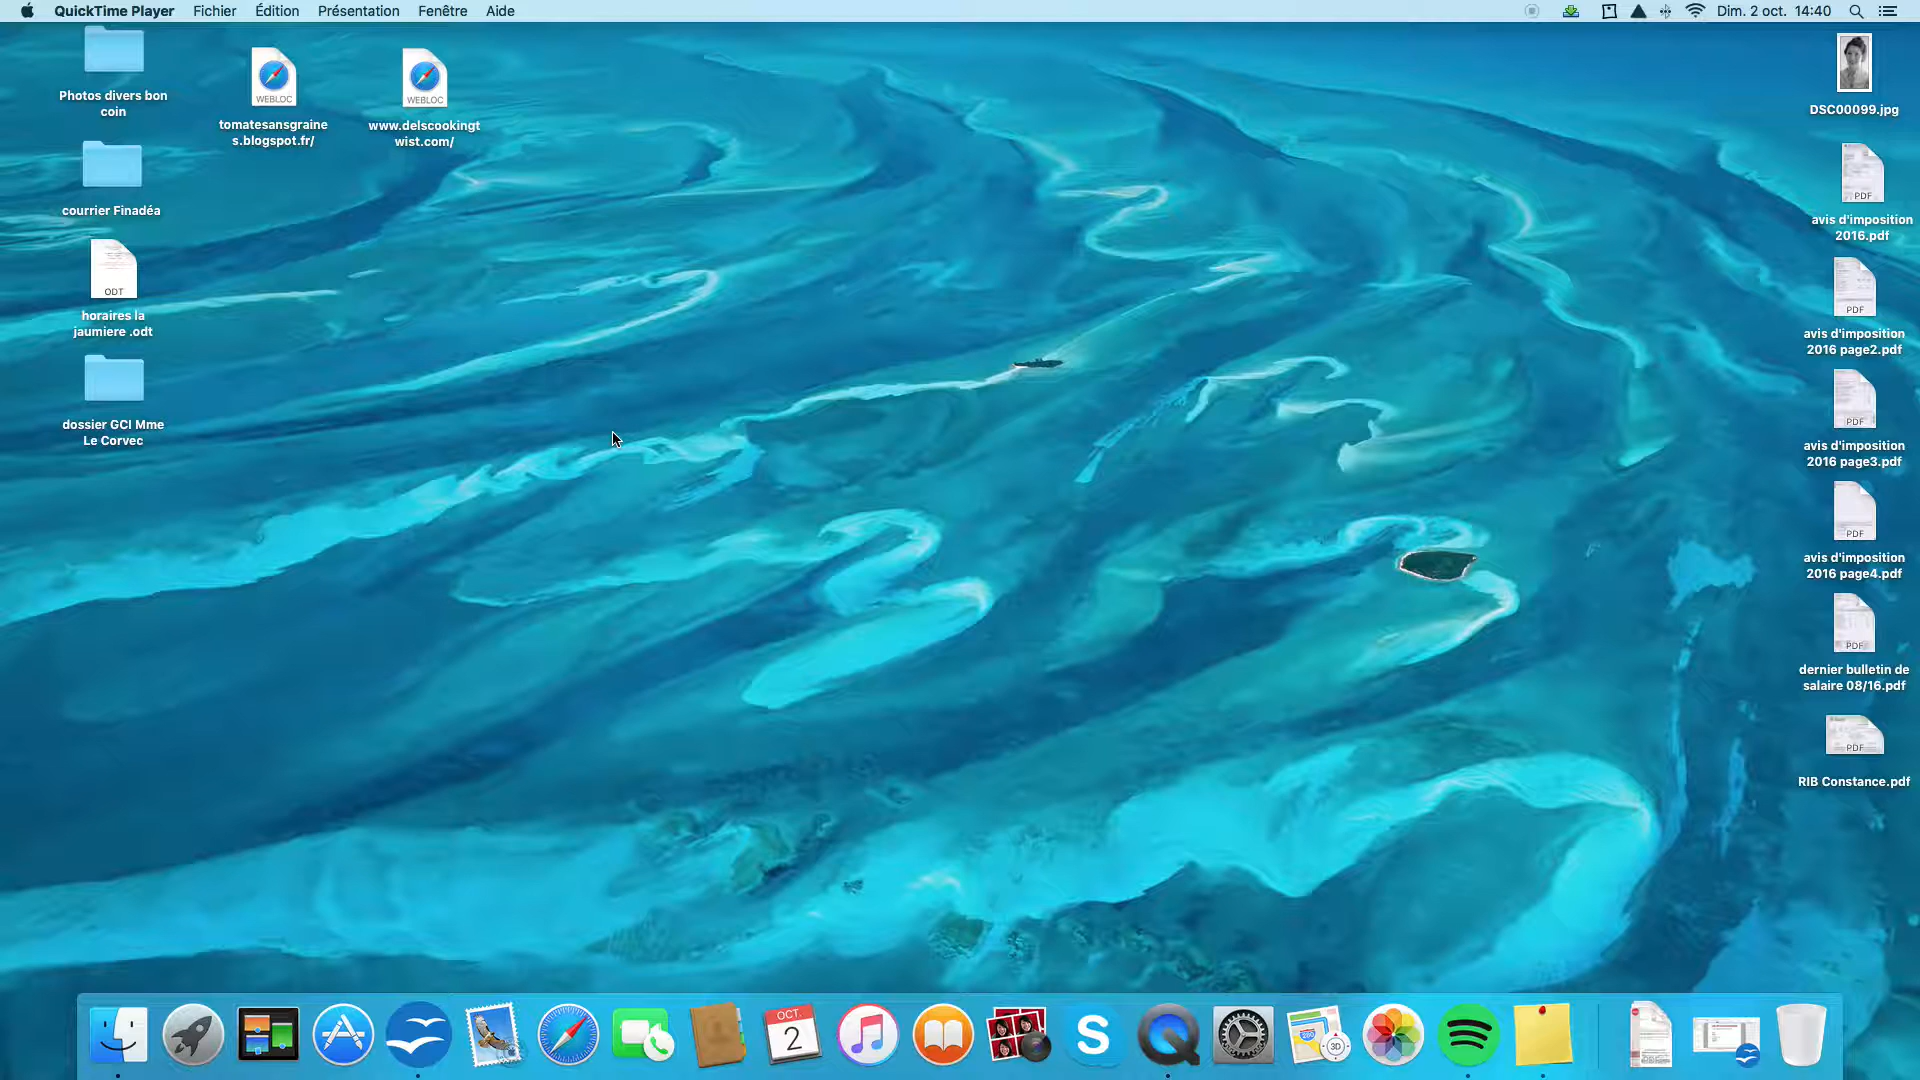 QuickTime Player Fichier Édition Présentation Fenêtre Aide
Dim. 2 oct. 14:40
Photos divers bon
coin
WEBLOC
tomatesansgraine
s.blogspot.fr/
WEBLOC
www.delscookingt
wist.com/
courrier Finadéa
ODT
horaires la
jaumiere .odt
dossier GCI Mme
Le Corvec
DSC00099.jpg
PDF
avis d'imposition
2016.pdf
PDF
avis d'imposition
2016 page2.pdf
PDF
avis d'imposition
2016 page3.pdf
PDF
avis d'imposition
2016 page4.pdf
PDF
dernier bulletin de
salaire 08/16.pdf
PDF
RIB Constance.pdf
OCT.
2
S
3D